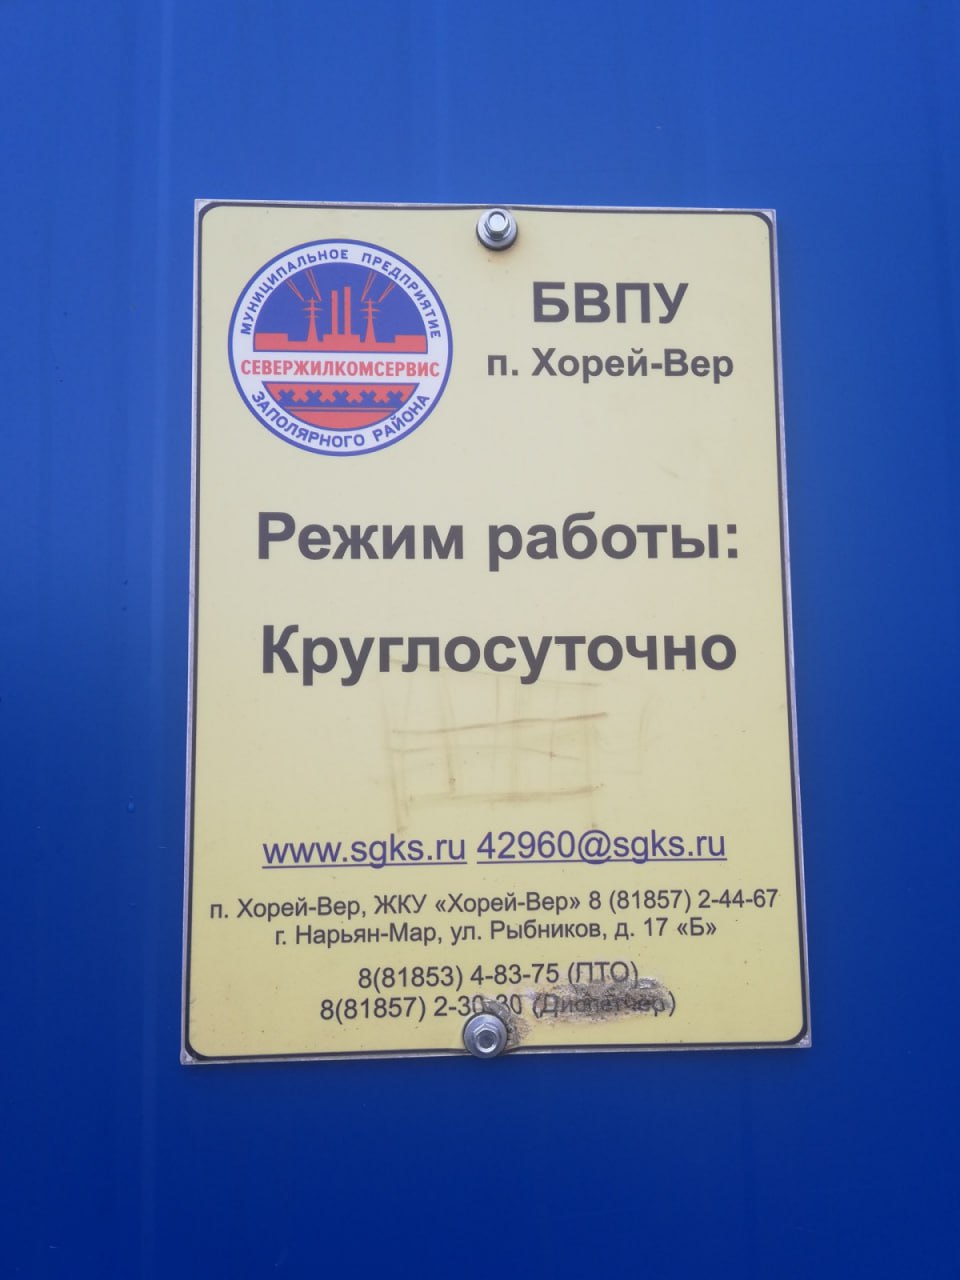 МУНИЦИПАЛЬНОЕ ПРЕДПРИЯТИЕ
СЕВЕРЖИЛКОМСЕРВИС
ЗАПОЛЯРНОГО РАЙОНА
БВПУ
п. Хорей-Вер
Режим работы:
Круглосуточно
www.sgks.ru 42960@sgks.ru
п. Хорей-Вер, ЖКУ «Хорей-Вер» 8 (81857) 2-44-67
г. Нарьян-Мар, ул. Рыбников, д. 17 «Б»
8(81853) 4-83-75 (ПТО)
8(81857) 2-30-30 (Диспетчер)